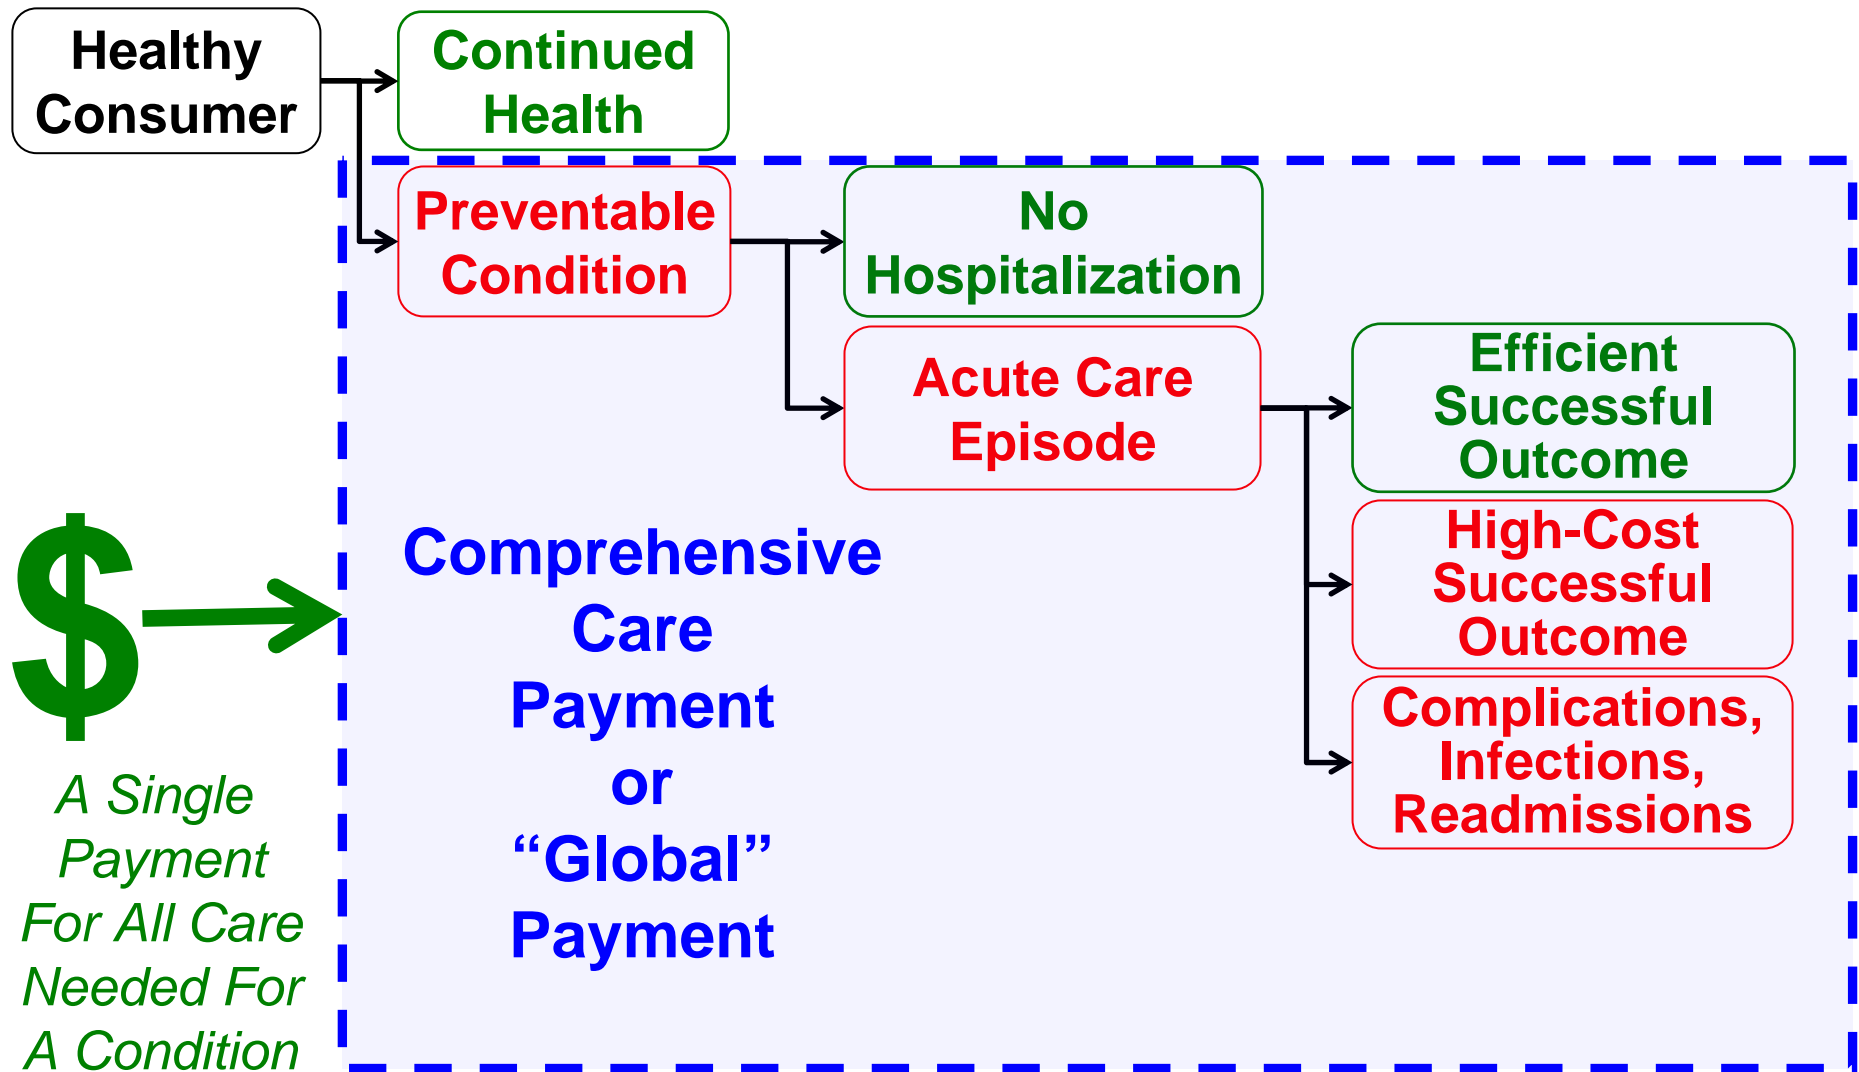 Healthy
Consumer
Continued
Health
Preventable
Condition
No
Hospitalization
Acute Care
Episode
Efficient
Successful
Outcome
High-Cost
Successful
Outcome
Complications,
Infections,
Readmissions
$
A Single
Payment
For All Care
Needed For
A Condition
Comprehensive
Care
Payment
or
“Global”
Payment